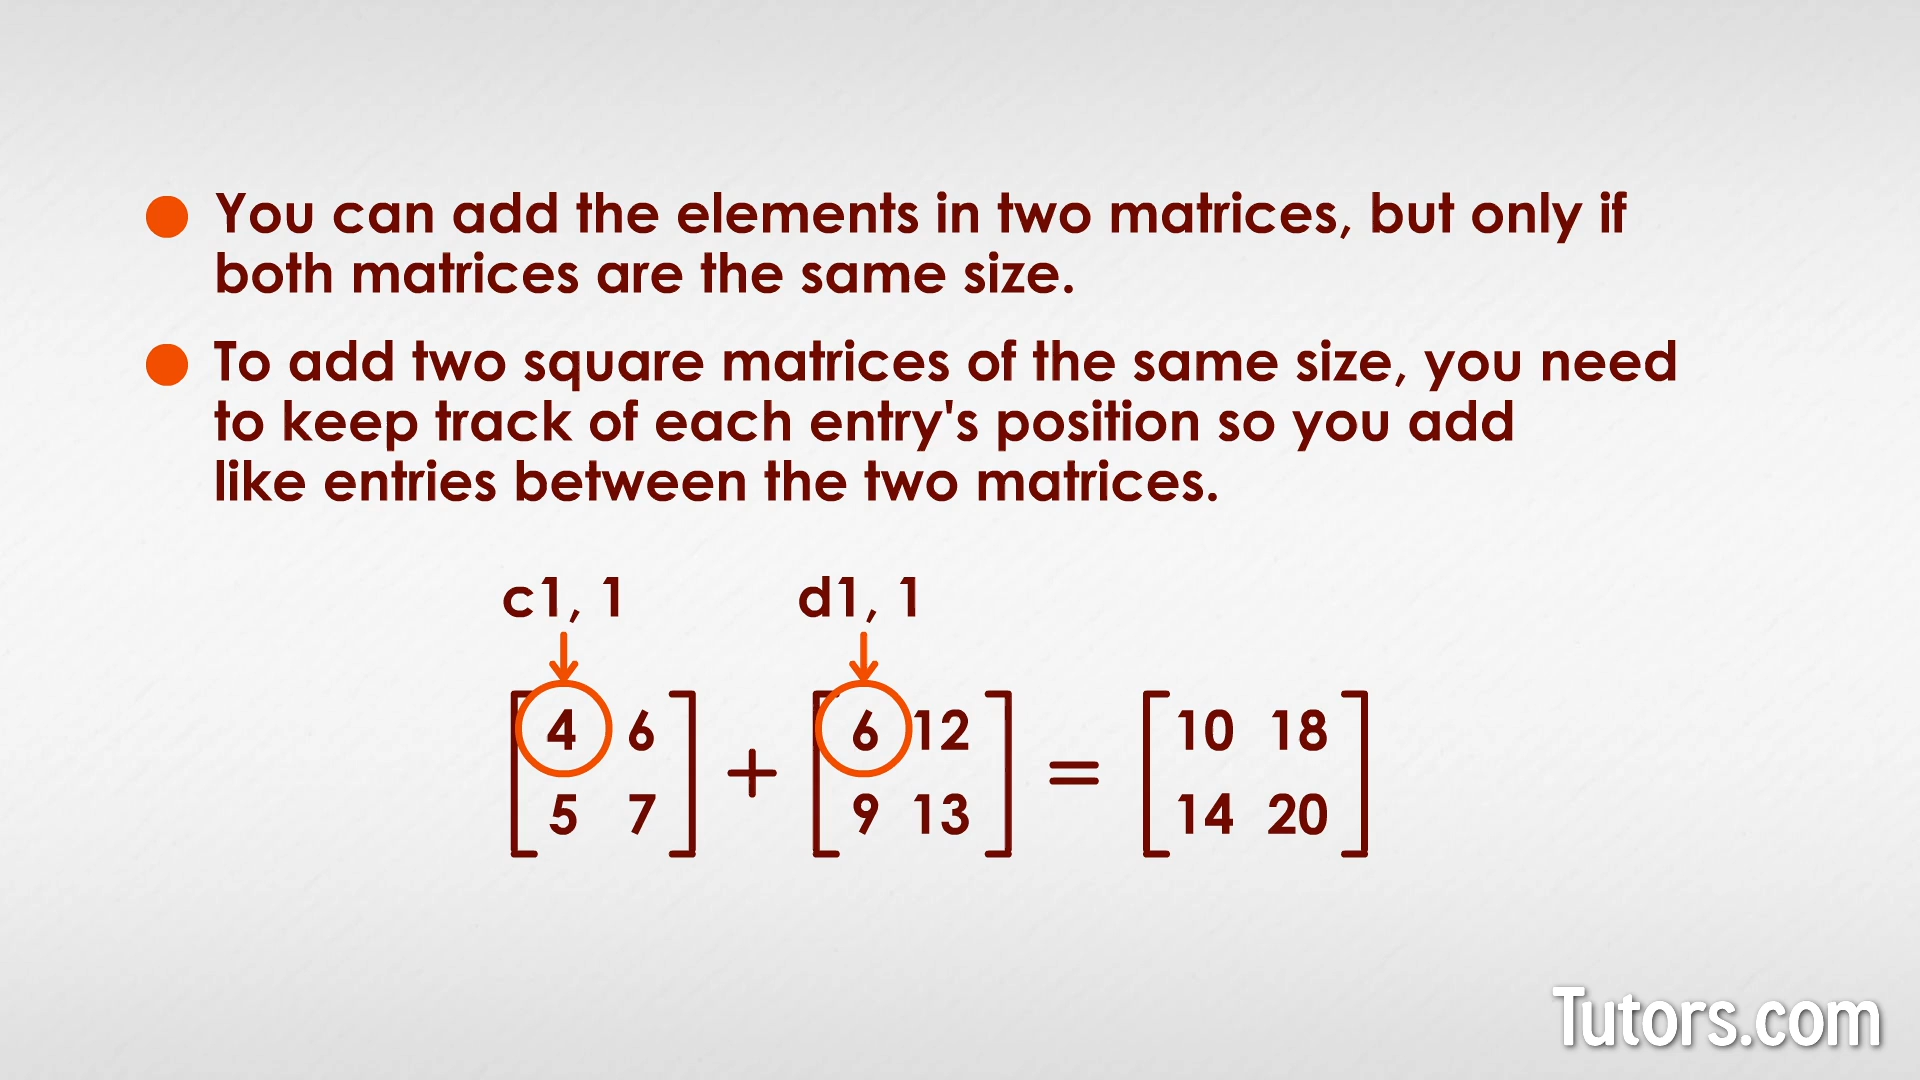 You can add the elements in two matrices, but only if
both matrices are the same size.
To add two square matrices of the same size, you need
to keep track of each entry's position so you add
like entries between the two matrices.
c1, 1 d1, 1
4 6 6 12 10 18
+ =
5 7 9 13 14 20
Tutors.com